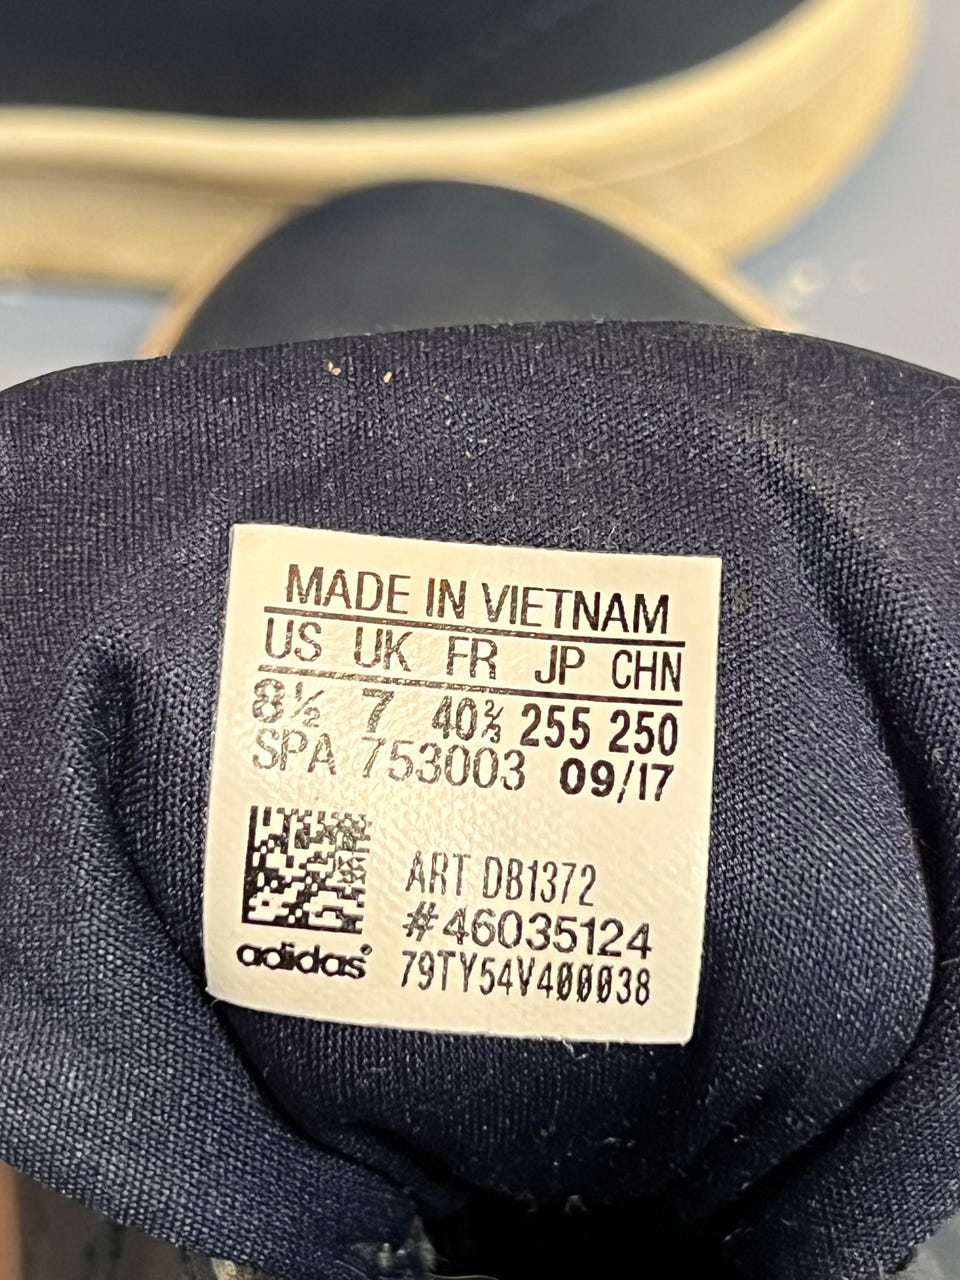 MADE IN VIETNAM
US UK FR JP CHN
8½ 7 40⅔ 255 250
SPA 753003 09/17
ART DB1372
#46035124
adidas®
79TY54V400038